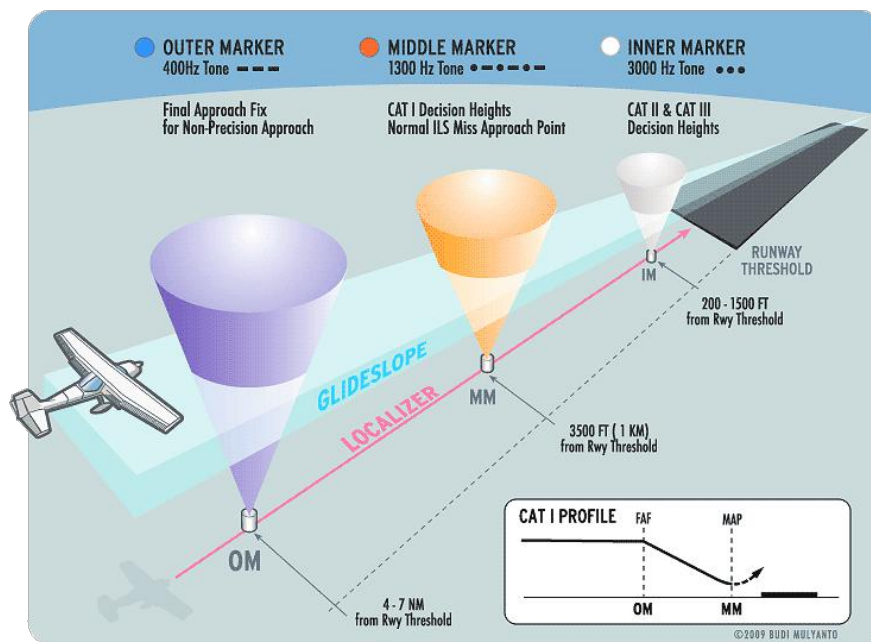 OUTER MARKER
400Hz Tone – – –
MIDDLE MARKER
1300 Hz Tone • – • – • –
INNER MARKER
3000 Hz Tone • • •
Final Approach Fix
for Non-Precision Approach
CAT I Decision Heights
Normal ILS Miss Approach Point
CAT II & CAT III
Decision Heights
RUNWAY
THRESHOLD
IM
200 - 1500 FT
from Rwy Threshold
GLIDESLOPE
LOCALIZER
MM
3500 FT ( 1 KM)
from Rwy Threshold
OM
4 - 7 NM
from Rwy Threshold
CAT I PROFILE
FAF
MAP
OM
MM
©2009 BUDI MULYANTO